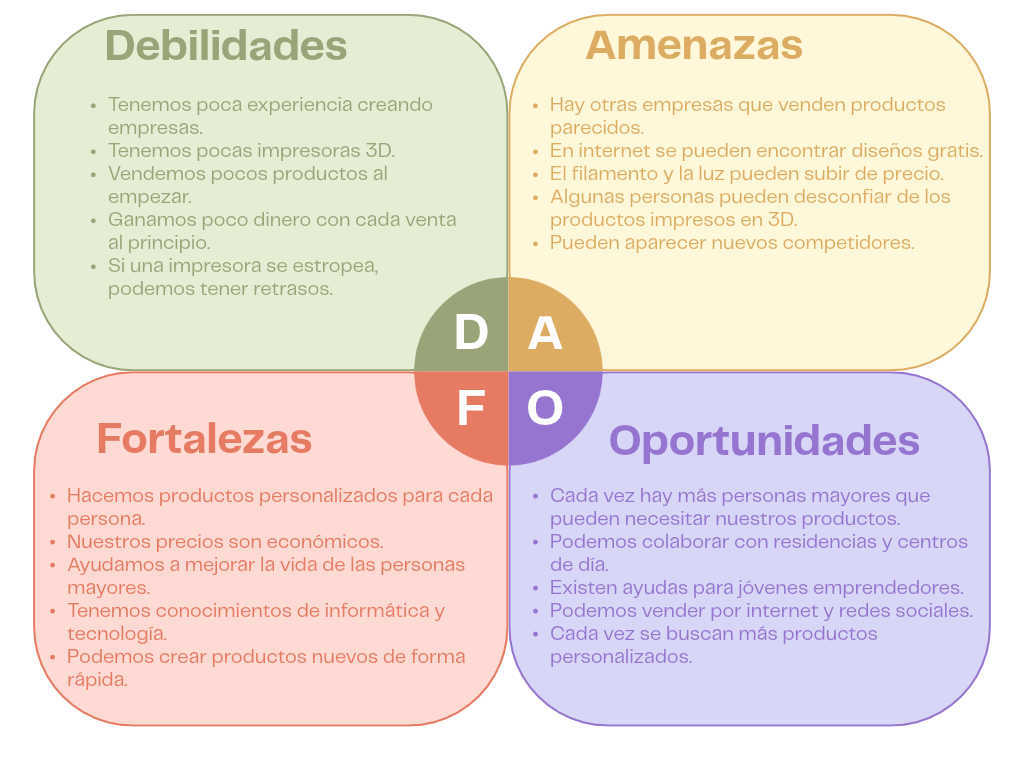 Debilidades
• Tenemos poca experiencia creando
empresas.
• Tenemos pocas impresoras 3D.
• Vendemos pocos productos al
empezar.
• Ganamos poco dinero con cada venta
al principio.
• Si una impresora se estropea,
podemos tener retrasos.
Amenazas
• Hay otras empresas que venden productos
parecidos.
• En internet se pueden encontrar diseños gratis.
• El filamento y la luz pueden subir de precio.
• Algunas personas pueden desconfiar de los
productos impresos en 3D.
• Pueden aparecer nuevos competidores.
D
A
F
O
Fortalezas
• Hacemos productos personalizados para cada
persona.
• Nuestros precios son económicos.
• Ayudamos a mejorar la vida de las personas
mayores.
• Tenemos conocimientos de informática y
tecnología.
• Podemos crear productos nuevos de forma
rápida.
Oportunidades
• Cada vez hay más personas mayores que
pueden necesitar nuestros productos.
• Podemos colaborar con residencias y centros
de día.
• Existen ayudas para jóvenes emprendedores.
• Podemos vender por internet y redes sociales.
• Cada vez se buscan más productos
personalizados.